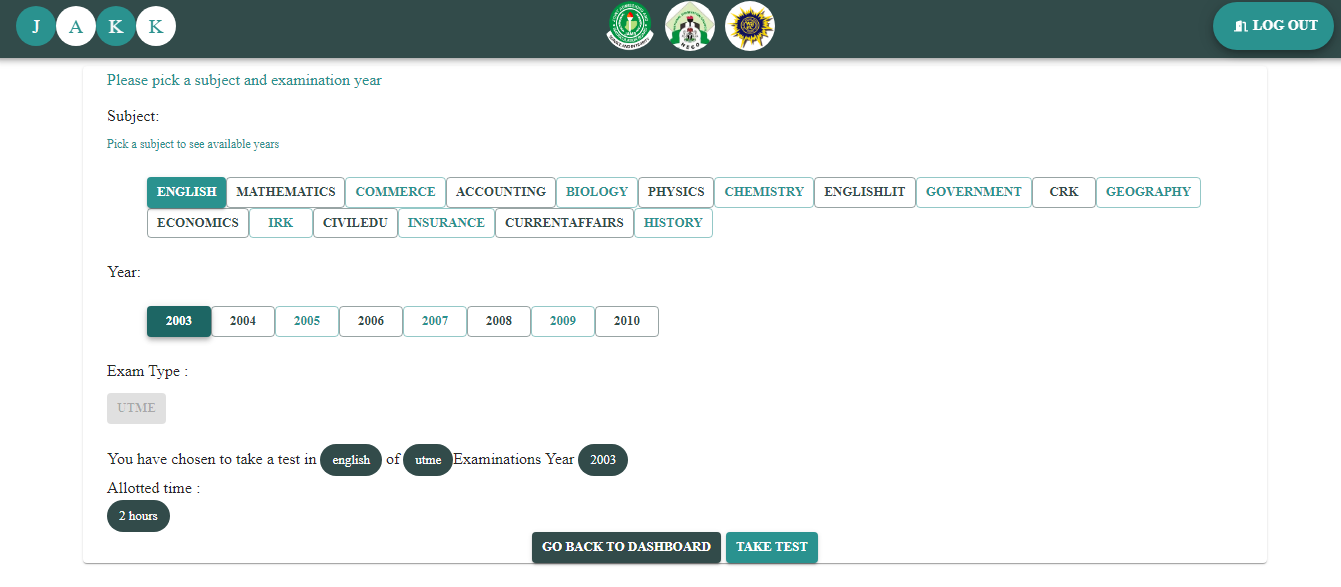 J A K K LOG OUT
Please pick a subject and examination year
Subject:
Pick a subject to see available years
ENGLISH MATHEMATICS COMMERCE ACCOUNTING BIOLOGY PHYSICS CHEMISTRY ENGLISHLIT GOVERNMENT CRK GEOGRAPHY
ECONOMICS IRK CIVILEDU INSURANCE CURRENTAFFAIRS HISTORY
Year:
2003 2004 2005 2006 2007 2008 2009 2010
Exam Type :
UTME
You have chosen to take a test in english of utme Examinations Year 2003
Allotted time :
2 hours
GO BACK TO DASHBOARD TAKE TEST